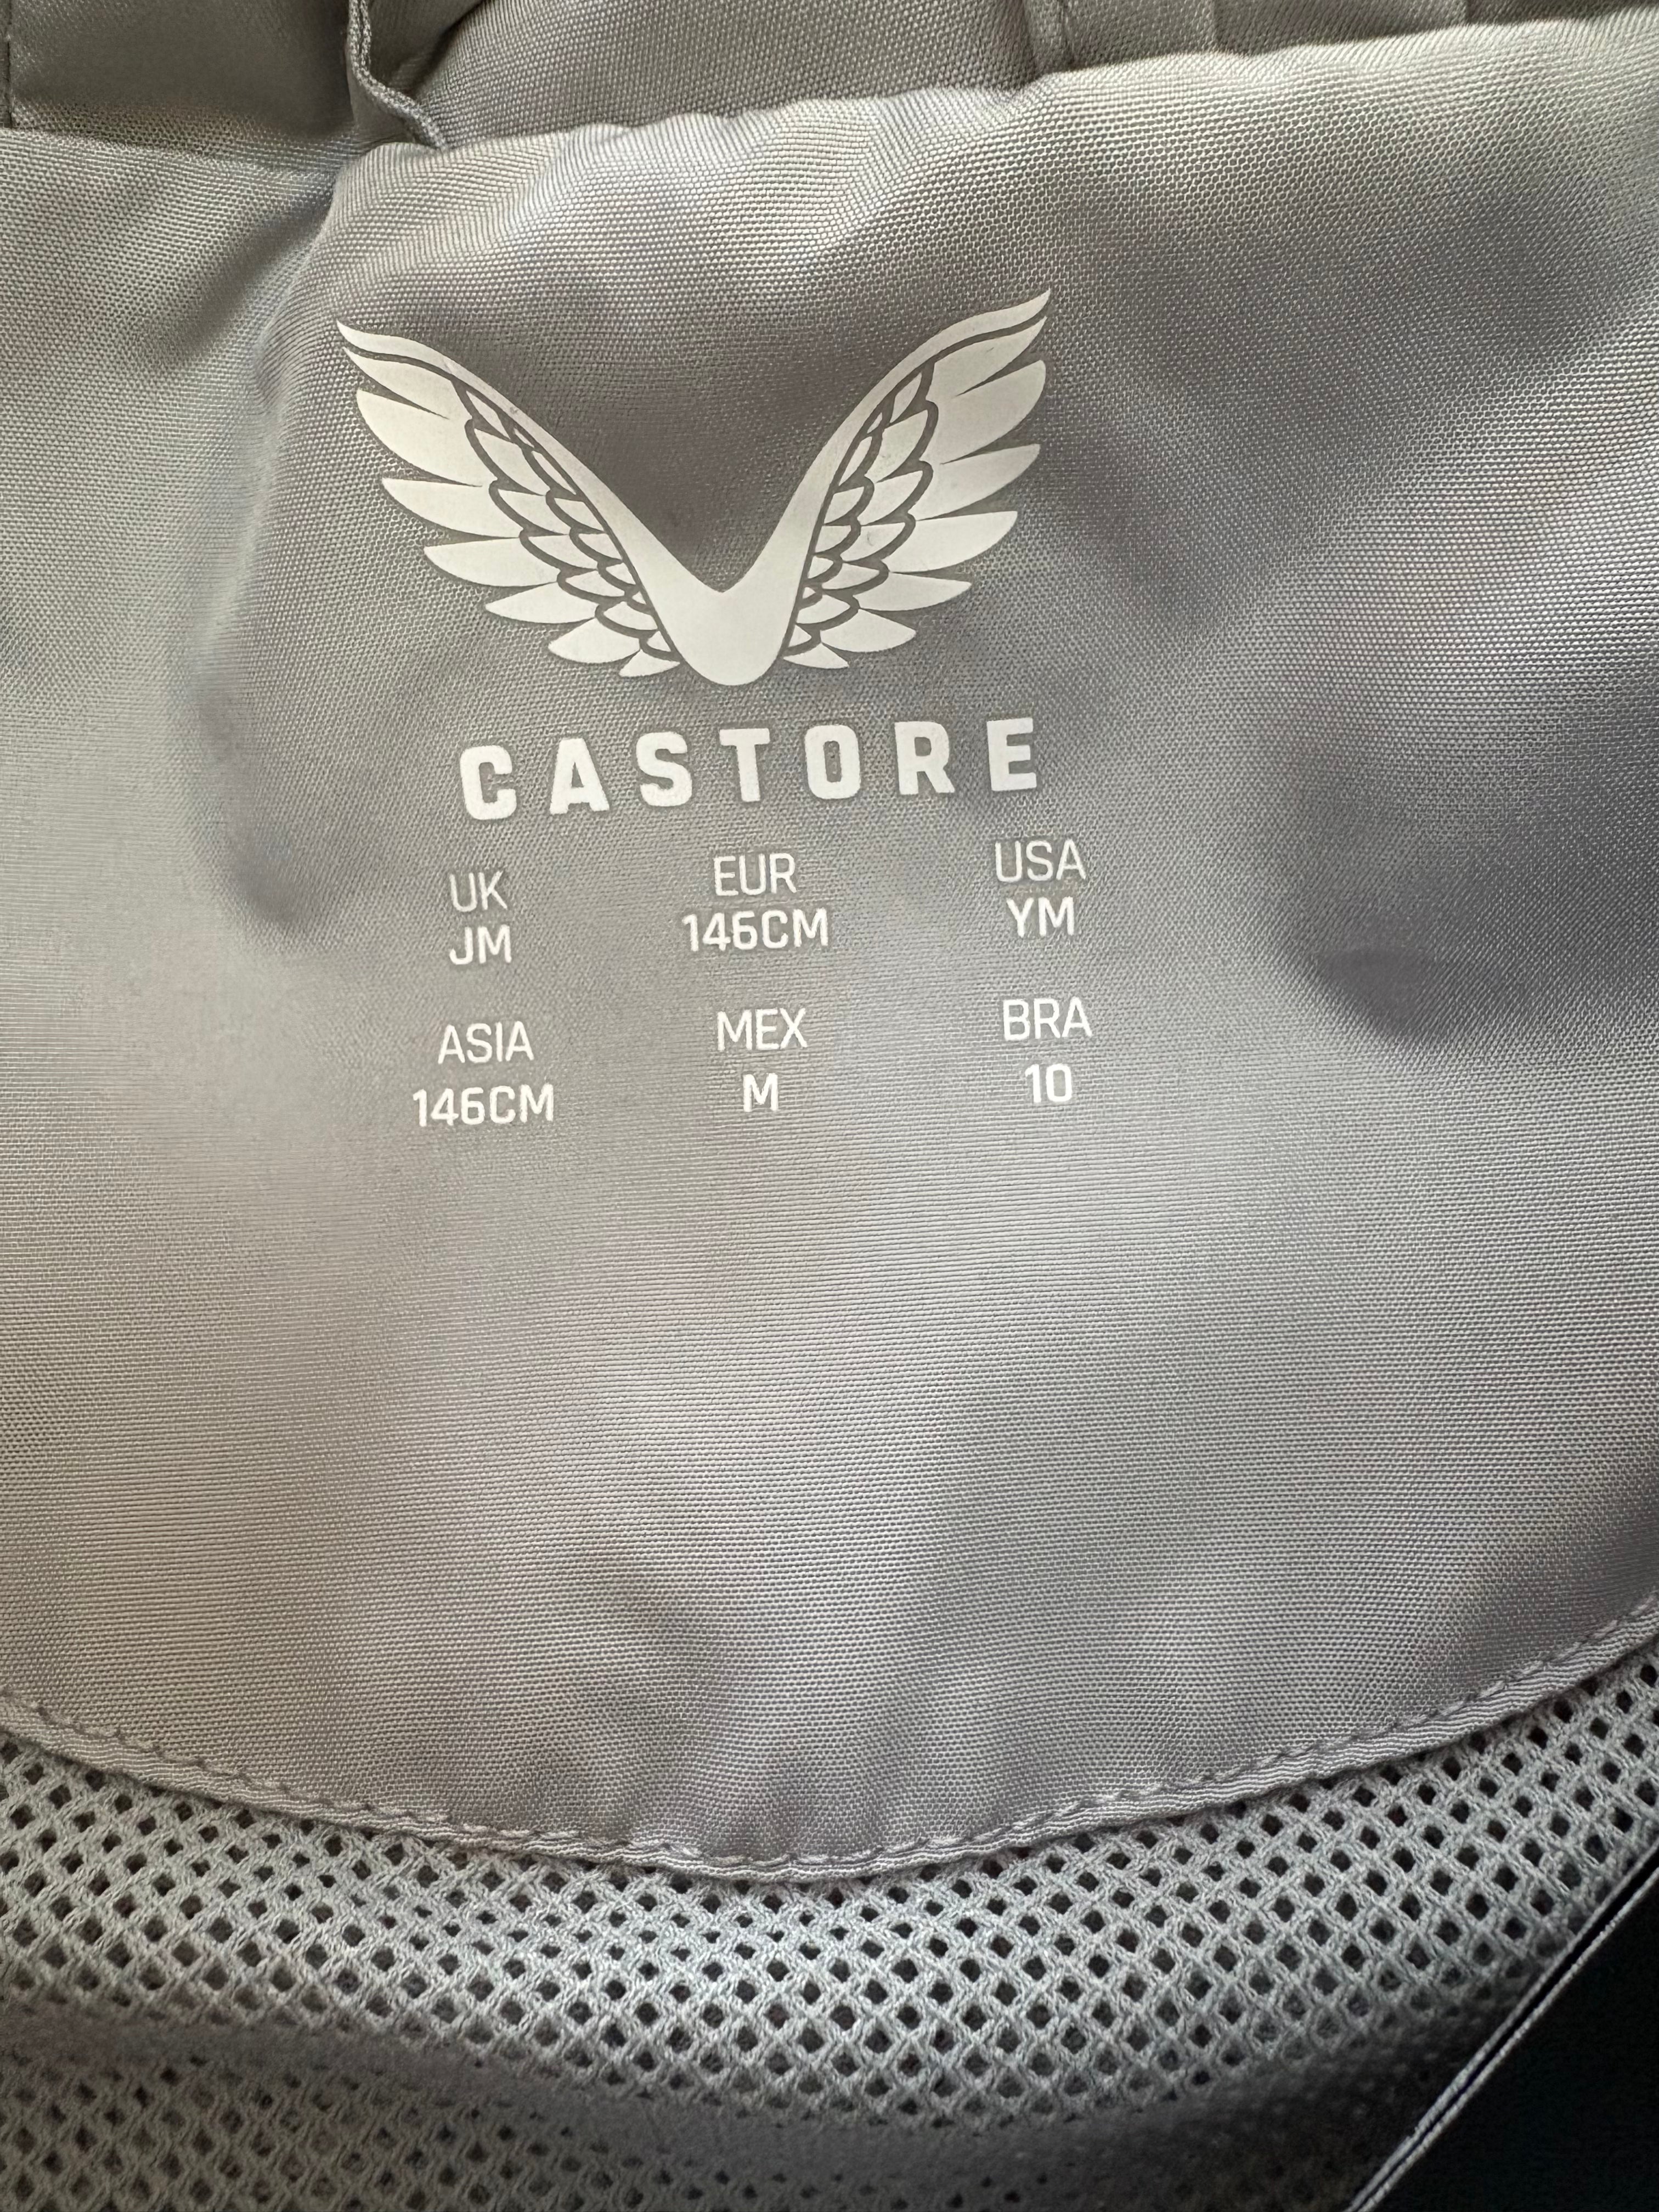 CASTORE
UK EUR USA
JM 146CM YM
ASIA MEX BRA
146CM M 10